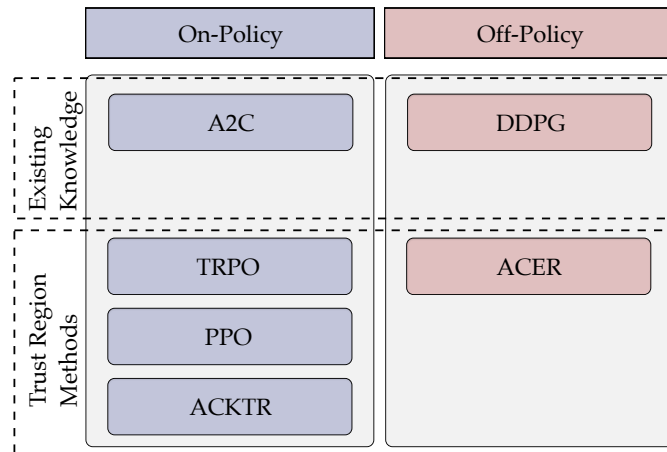 On-Policy
Off-Policy
Existing
Knowledge
A2C
DDPG
Trust Region
Methods
TRPO
ACER
PPO
ACKTR